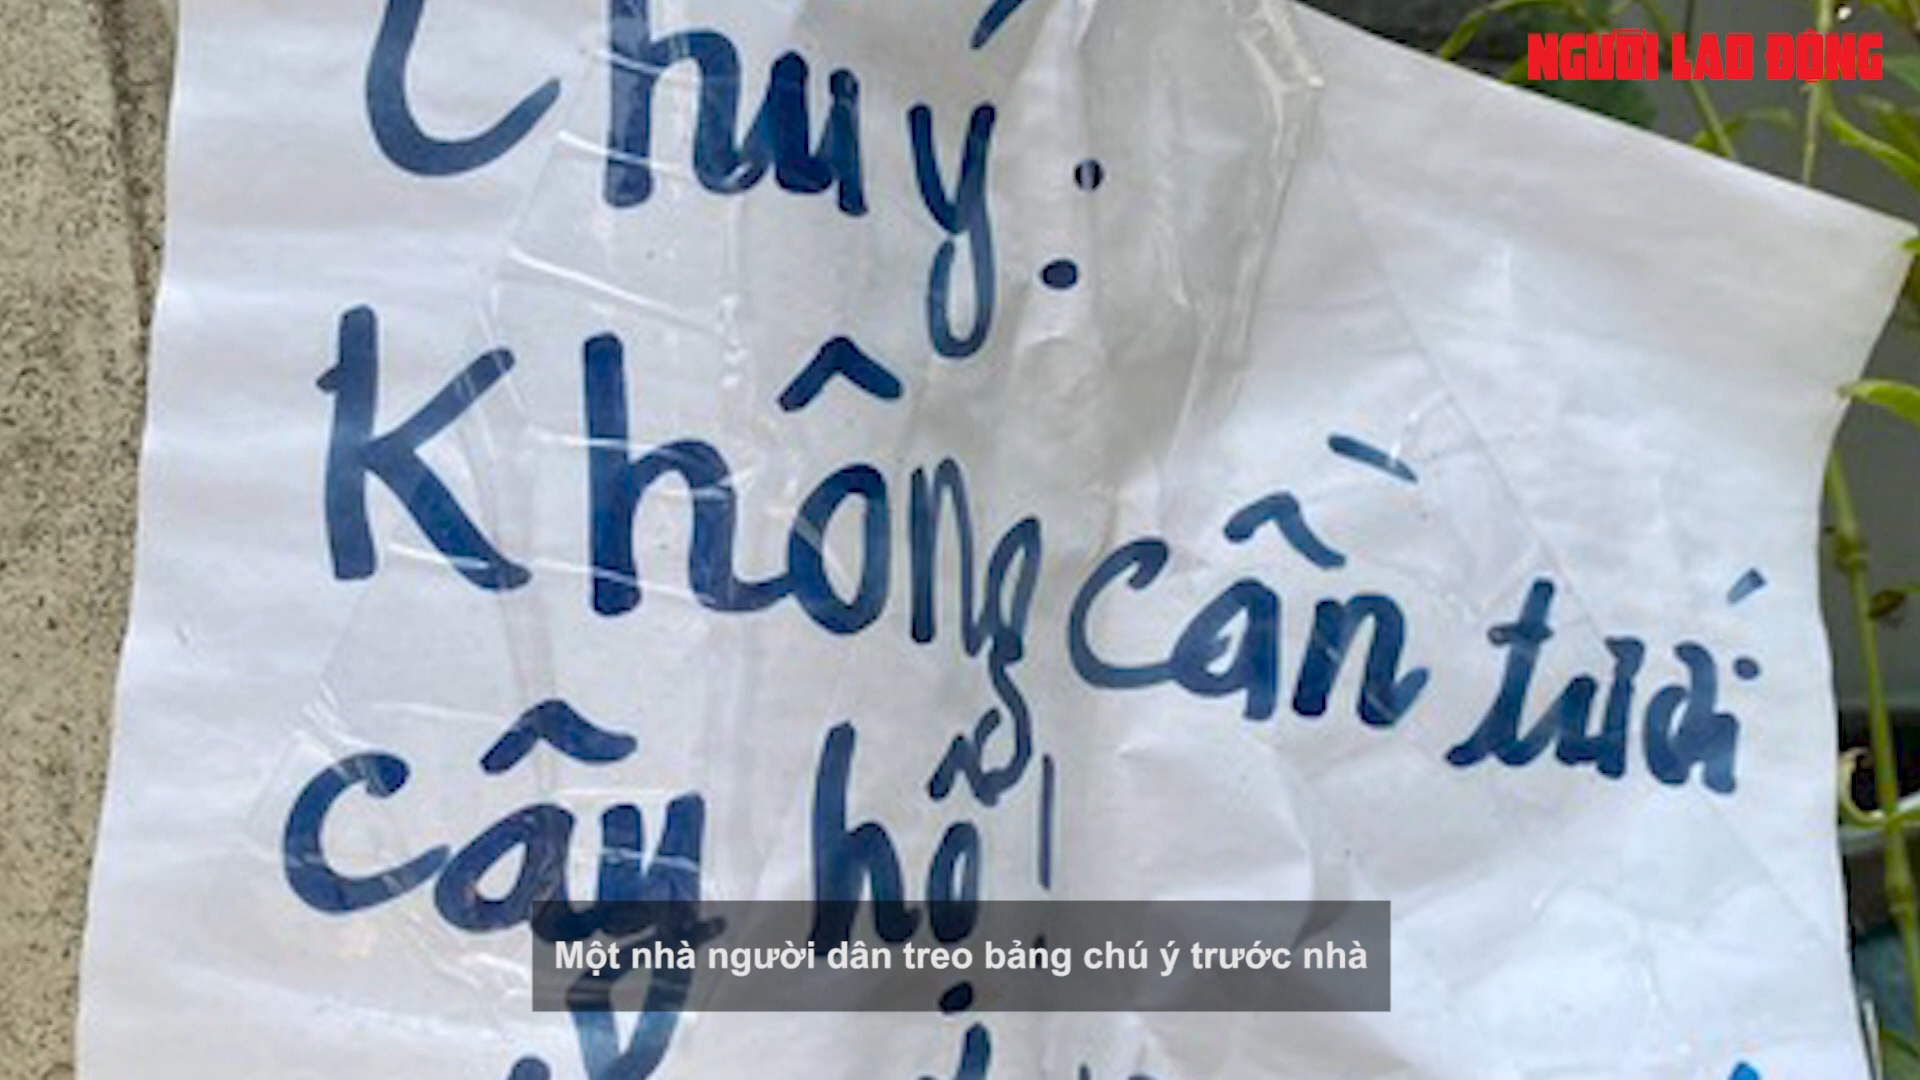 NGƯỜI LAO ĐỘNG
Chú ý:
Không cần tưới
cây hộ!
Một nhà người dân treo bảng chú ý trước nhà